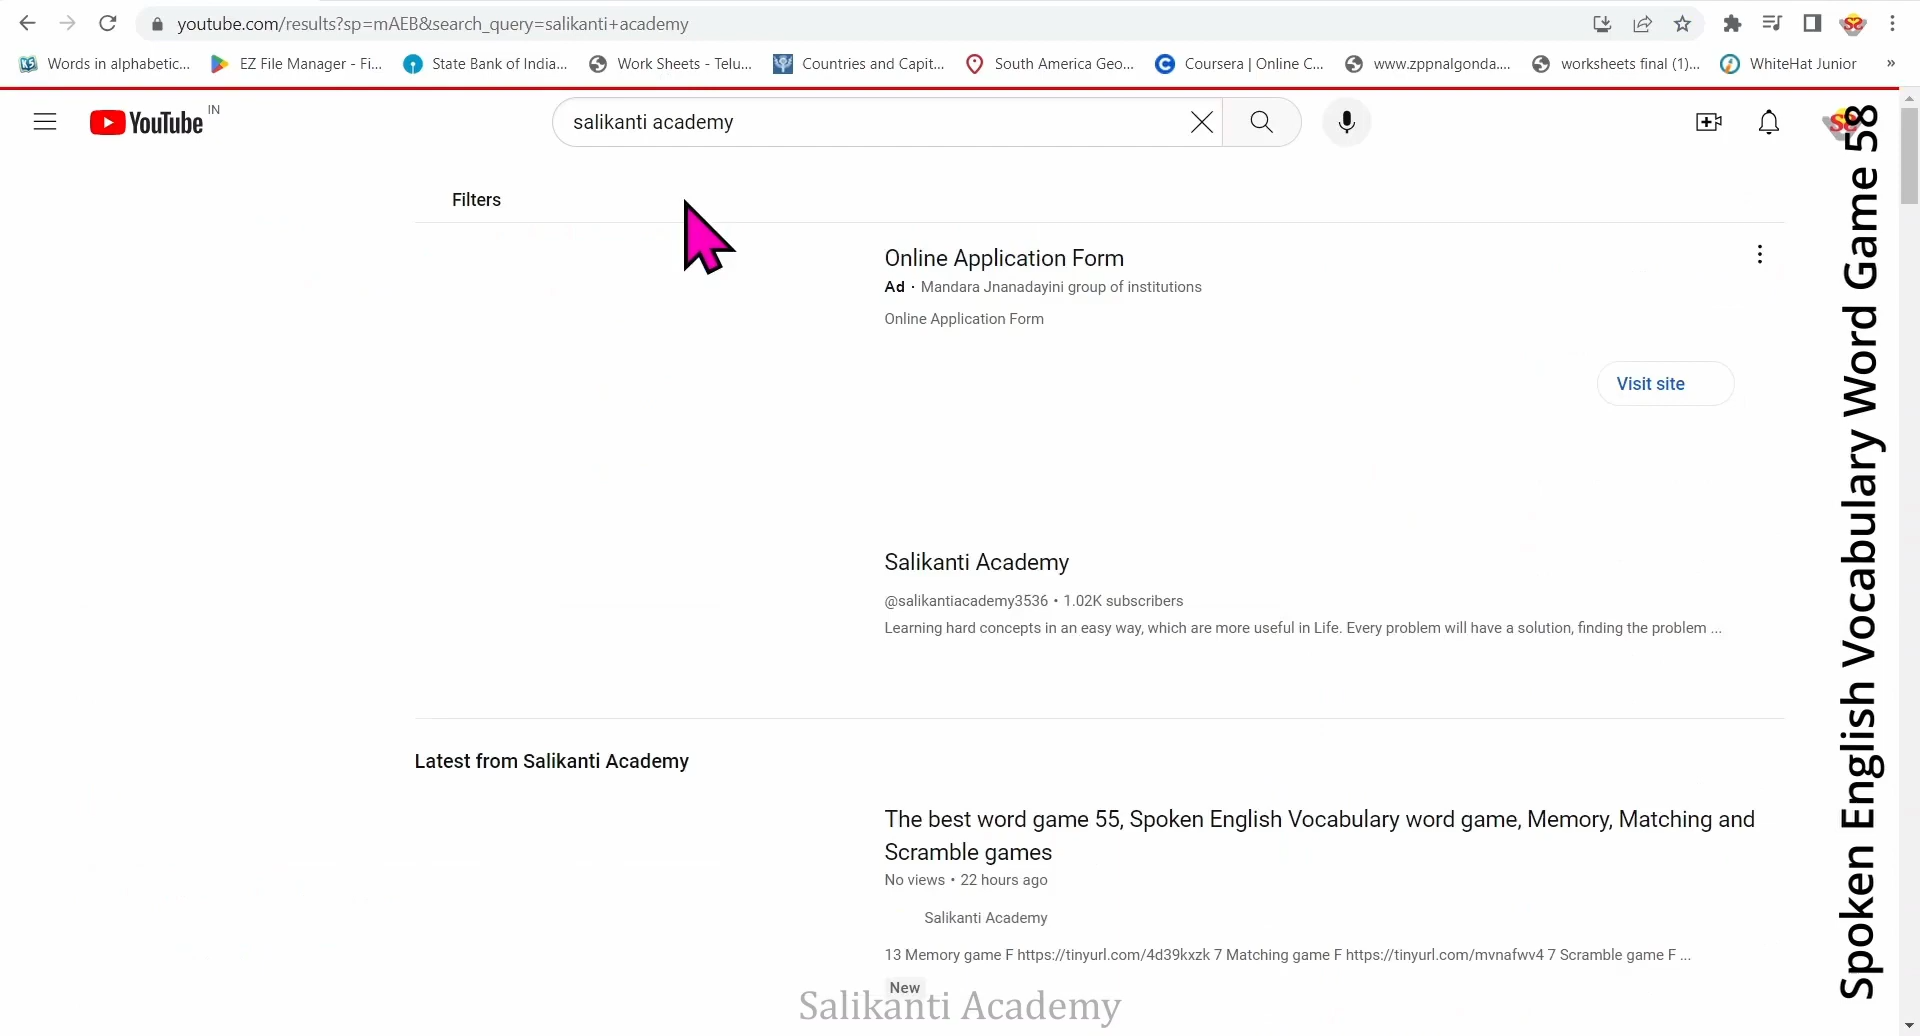 youtube.com/results?sp=mAEB&search_query=salikanti+academy
Words in alphabetic...
EZ File Manager - Fi...
State Bank of India...
Work Sheets - Telu...
Countries and Capit...
South America Geo...
Coursera | Online C...
www.zppnalgonda....
worksheets final (1)...
WhiteHat Junior
»
YouTube IN
salikanti academy
Filters
Online Application Form
Ad · Mandara Jnanadayini group of institutions
Online Application Form
Visit site
Salikanti Academy
@salikantiacademy3536 • 1.02K subscribers
Learning hard concepts in an easy way, which are more useful in Life. Every problem will have a solution, finding the problem ...
Latest from Salikanti Academy
The best word game 55, Spoken English Vocabulary word game, Memory, Matching and
Scramble games
No views • 22 hours ago
Salikanti Academy
13 Memory game F https://tinyurl.com/4d39kxzk 7 Matching game F https://tinyurl.com/mvnafwv4 7 Scramble game F ...
New
Salikanti Academy
Spoken English Vocabulary Word Game 58